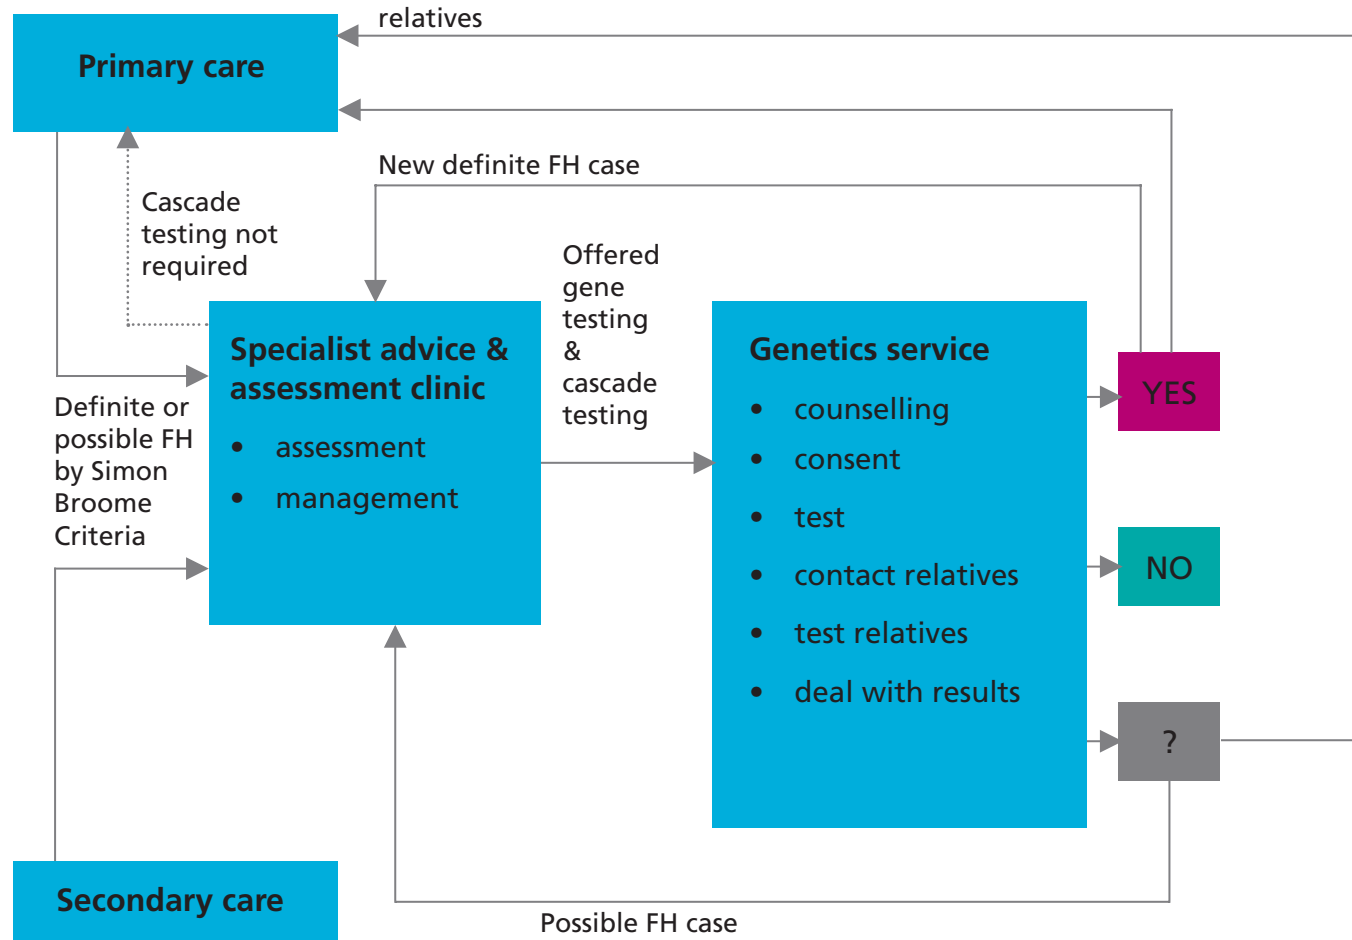 relatives
Primary care
New definite FH case
Cascade
testing not
required
Offered
gene
testing
&
cascade
testing
Specialist advice &
assessment clinic
• assessment
• management
Definite or
possible FH
by Simon
Broome
Criteria
Genetics service
• counselling
• consent
• test
• contact relatives
• test relatives
• deal with results
YES
NO
?
Secondary care
Possible FH case